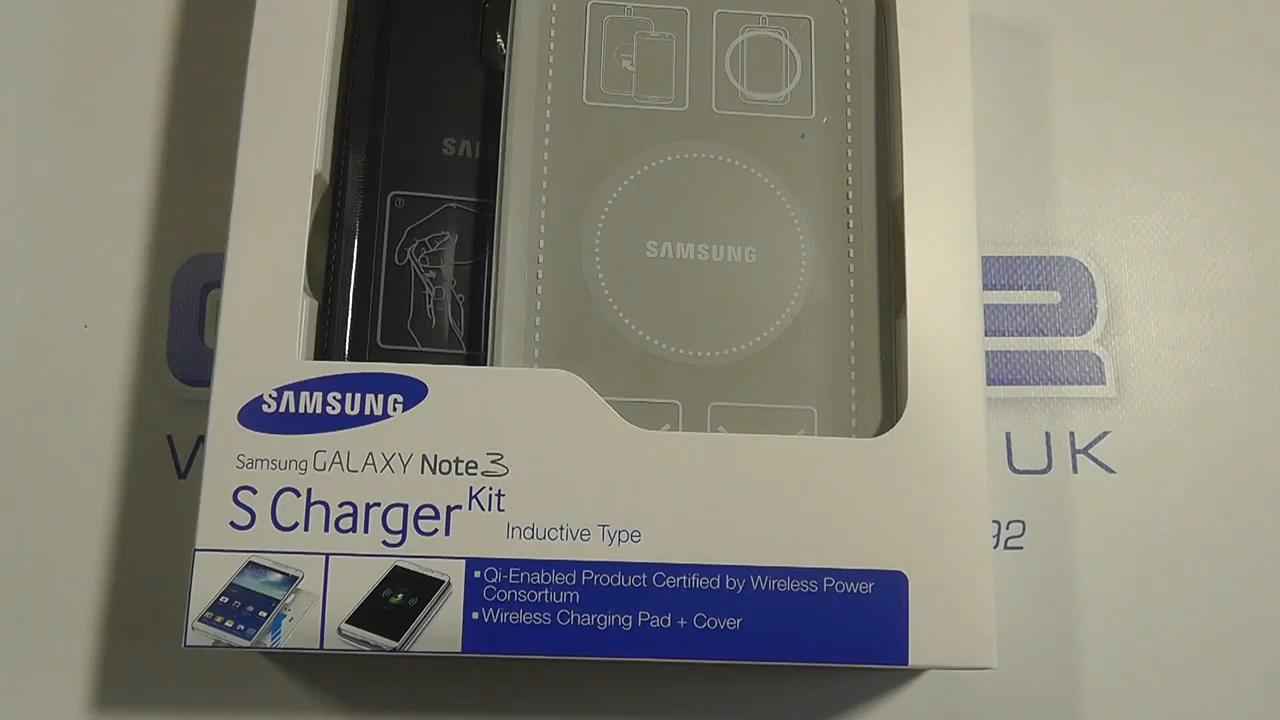 SAMSUNG
SAMSUNG
Samsung GALAXY Note3
S Charger Kit
Inductive Type
Qi-Enabled Product Certified by Wireless Power
Consortium
Wireless Charging Pad + Cover
UK
92